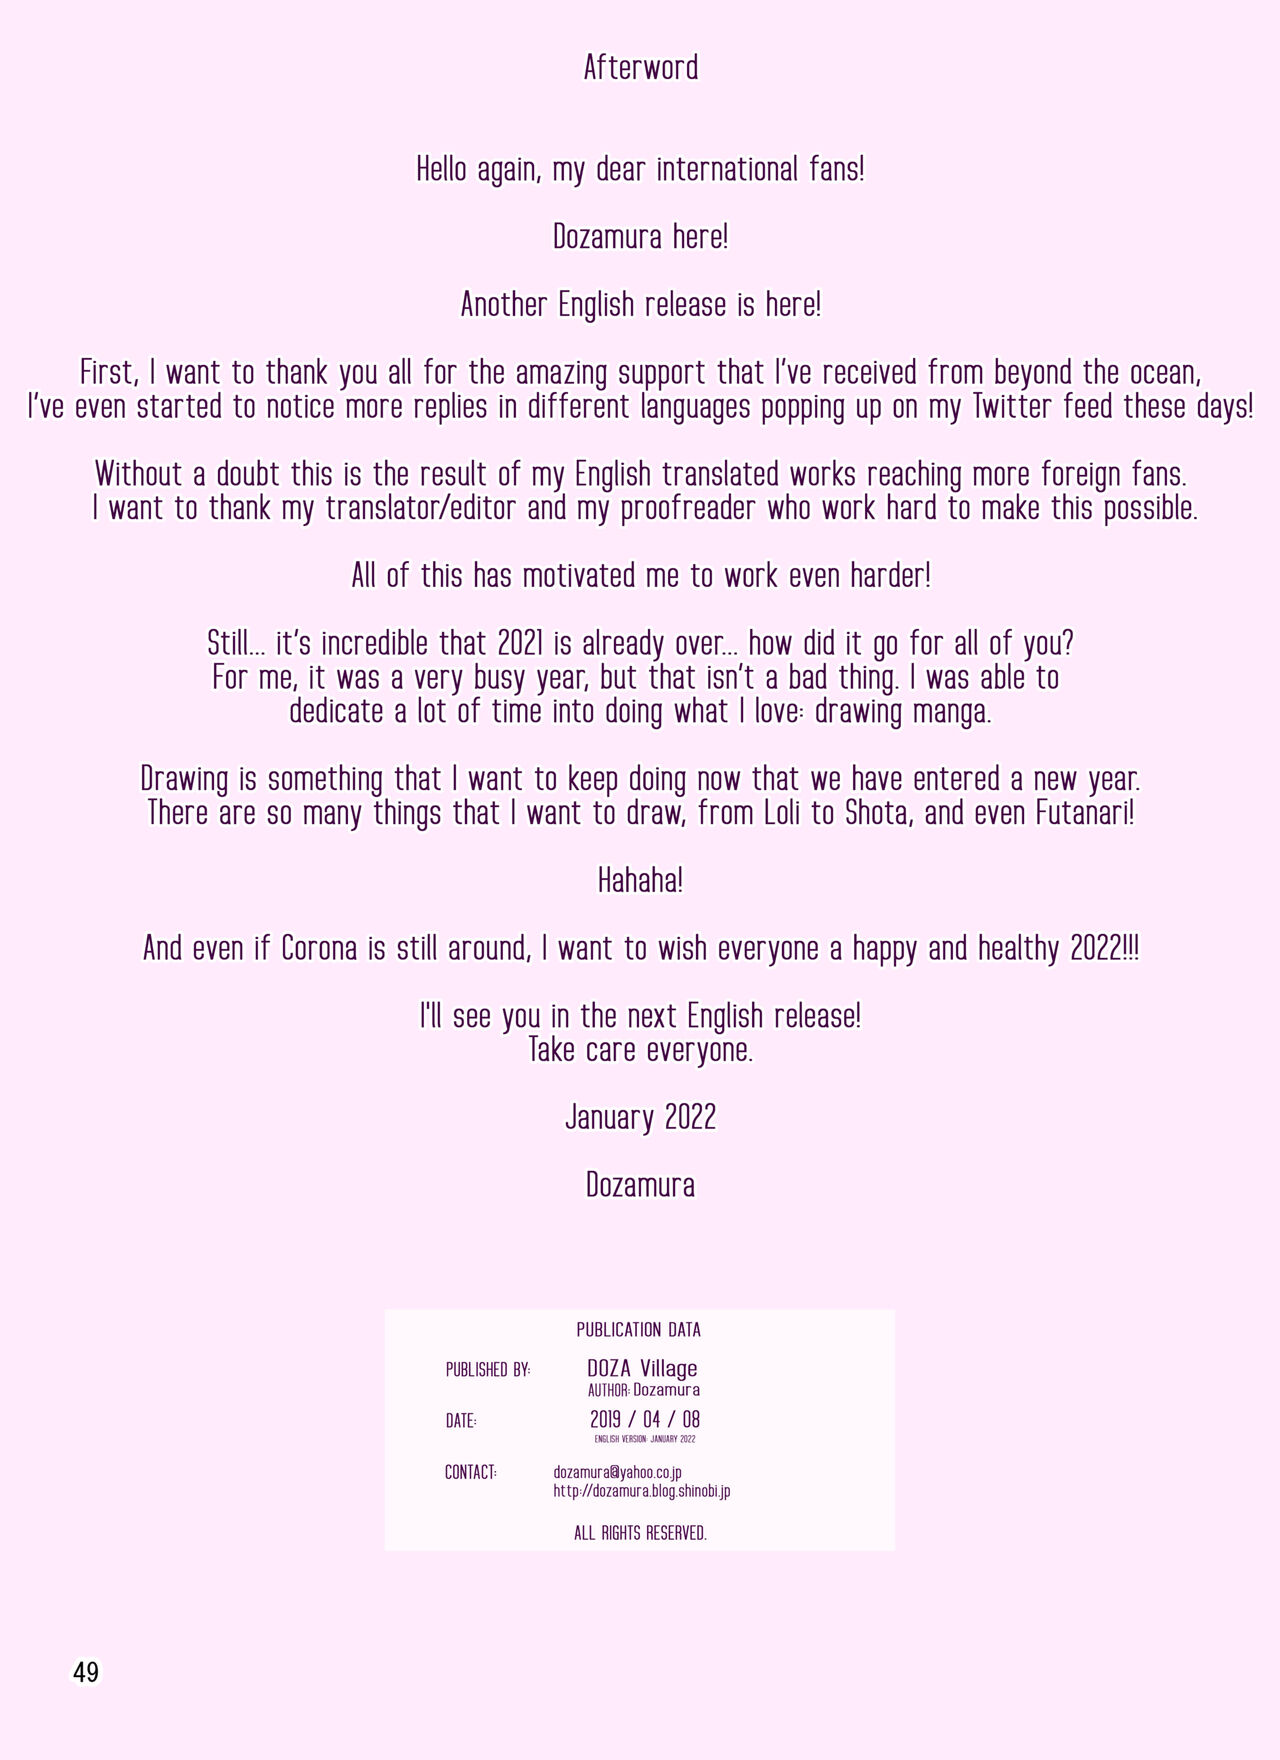 Afterword
Hello again, my dear international fans!
Dozamura here!
Another English release is here!
First, I want to thank you all for the amazing support that I've received from beyond the ocean,
I've even started to notice more replies in different languages popping up on my Twitter feed these days!
Without a doubt this is the result of my English translated works reaching more foreign fans.
I want to thank my translator/editor and my proofreader who work hard to make this possible.
All of this has motivated me to work even harder!
Still... it's incredible that 2021 is already over... how did it go for all of you?
For me, it was a very busy year, but that isn't a bad thing. I was able to
dedicate a lot of time into doing what I love: drawing manga.
Drawing is something that I want to keep doing now that we have entered a new year.
There are so many things that I want to draw, from Loli to Shota, and even Futanari!
Hahaha!
And even if Corona is still around, I want to wish everyone a happy and healthy 2022!!!
I'll see you in the next English release!
Take care everyone.
January 2022
Dozamura
PUBLICATION DATA
PUBLISHED BY: DOZA Village
AUTHOR: Dozamura
DATE: 2019 / 04 / 08
ENGLISH VERSION: JANUARY 2022
CONTACT: dozamura@yahoo.co.jp
http://dozamura.blog.shinobi.jp
ALL RIGHTS RESERVED.
49